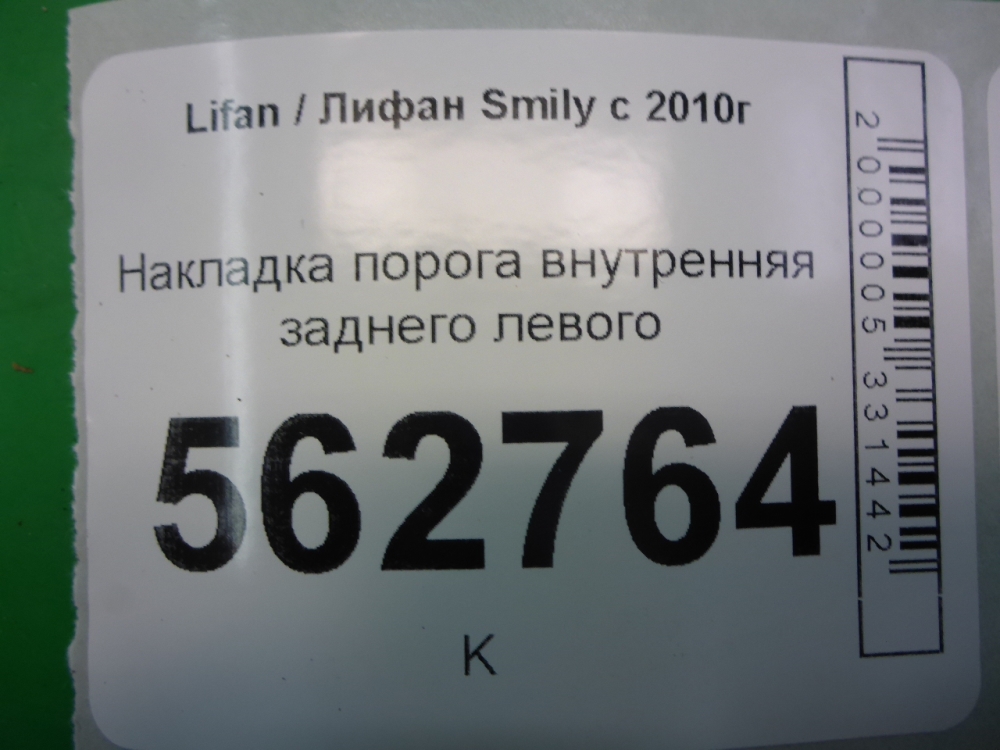 Lifan / Лифан Smily с 2010г
Накладка порога внутренняя
заднего левого
562764
К
2000005331442